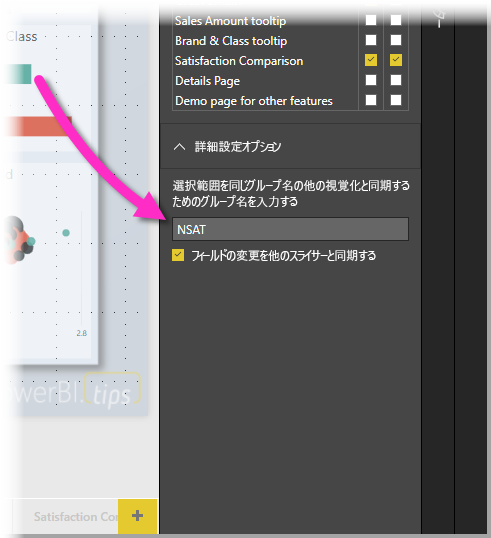 Class
Sales Amount tooltip
Brand & Class tooltip
Satisfaction Comparison
Details Page
Demo page for other features
詳細設定オプション
選択範囲を同じグループ名の他の視覚化と同期する
ためのグループ名を入力する
NSAT
フィールドの変更を他のスライサーと同期する
2.8
tips
Satisfaction Co
+